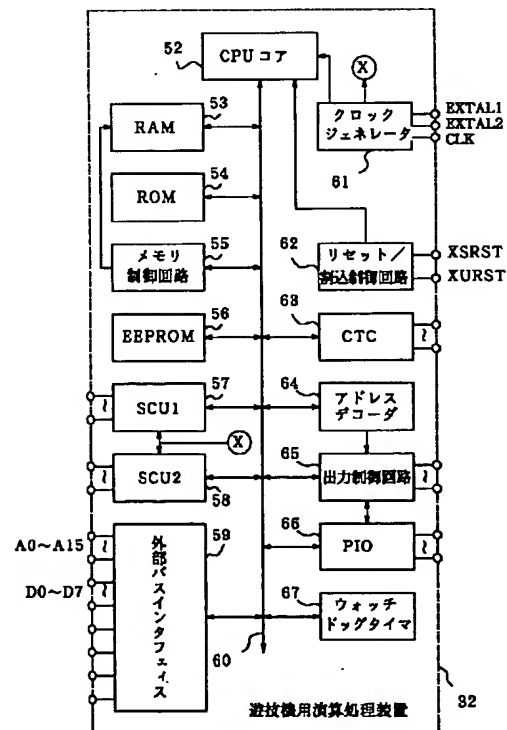 52
CPUコア
X
53
RAM
クロック
ジェネレータ
EXTAL1
EXTAL2
CLK
61
54
ROM
55
メモリ
制御回路
62
リセット/
割込制御回路
XSRST
XURST
56
EEPROM
63
CTC
57
SCU1
64
アドレス
デコーダ
X
SCU2
58
65
出力制御回路
66
PIO
59
A0~A15
D0~D7
外部バスインタフェィス
67
ウォッチ
ドッグタイマ
60
32
遊技機用演算処理装置